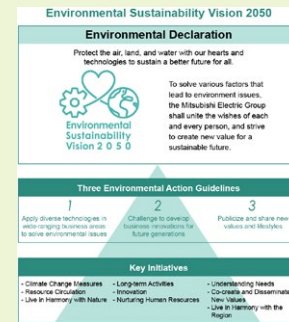 Environmental Sustainability Vision 2050
Environmental Declaration
Protect the air, land, and water with our hearts and
technologies to sustain a better future for all.
Environmental
Sustainability
Vision 2050
To solve various factors that
lead to environment issues,
the Mitsubishi Electric Group
shall unite the wishes of each
and every person, and strive
to create new value for a
sustainable future.
Three Environmental Action Guidelines
1
Apply diverse technologies in
wide-ranging business areas
to solve environmental issues
2
Challenge to develop
business innovations for
future generations
3
Publicize and share new
values and lifestyles
Key Initiatives
- Climate Change Measures
- Resource Circulation
- Live in Harmony with Nature
- Long-term Activities
- Innovation
- Nurturing Human Resources
- Understanding Needs
- Co-create and Disseminate
New Values
- Live in Harmony with the
Region